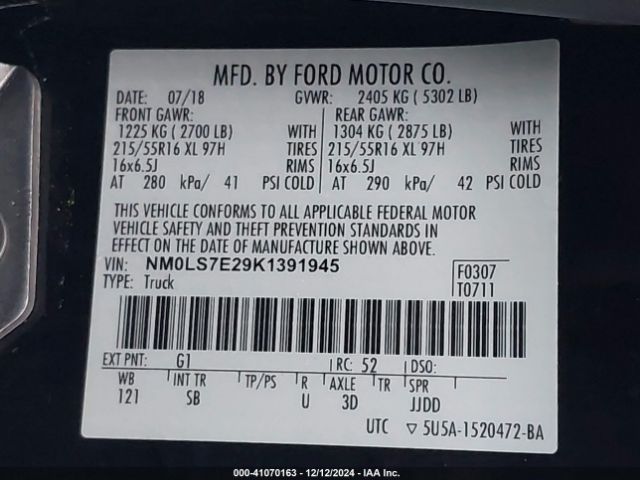 MFD. BY FORD MOTOR CO.
DATE: 07/18 GVWR: 2405 KG ( 5302 LB)
FRONT GAWR: REAR GAWR:
1225 KG ( 2700 LB) WITH 1304 KG ( 2875 LB) WITH
215/55R16 XL 97H TIRES 215/55R16 XL 97H TIRES
16x6.5J RIMS 16x6.5J RIMS
AT 280 kPa/ 41 PSI COLD AT 290 kPa/ 42 PSI COLD
THIS VEHICLE CONFORMS TO ALL APPLICABLE FEDERAL MOTOR
VEHICLE SAFETY AND THEFT PREVENTION STANDARDS IN
EFFECT ON THE DATE OF MANUFACTURE SHOWN ABOVE.
VIN: NM0LS7E29K1391945
TYPE: Truck
F0307
T0711
EXT PNT: G1 RC: 52 DSO:
WB INT TR TP/PS R AXLE TR SPR
121 SB U 3D JJDD
UTC ▽ 5U5A-1520472-BA
000-41070163 - 12/12/2024 - IAA Inc.